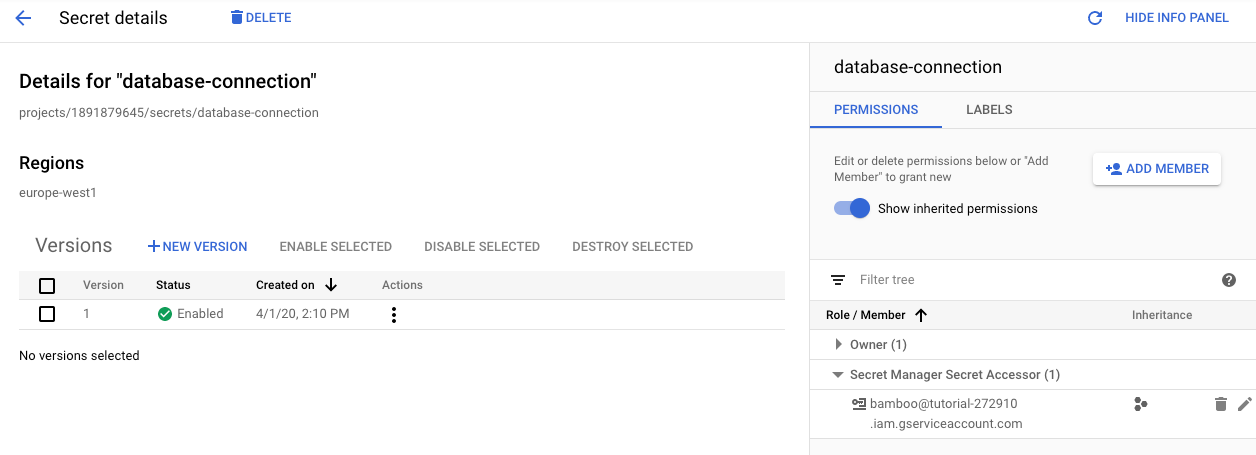 Secret details
DELETE
HIDE INFO PANEL
Details for "database-connection"
projects/1891879645/secrets/database-connection
Regions
europe-west1
Versions
NEW VERSION
ENABLE SELECTED
DISABLE SELECTED
DESTROY SELECTED
Version Status Created on Actions
1 Enabled 4/1/20, 2:10 PM
No versions selected
database-connection
PERMISSIONS
LABELS
Edit or delete permissions below or "Add
Member" to grant new
ADD MEMBER
Show inherited permissions
Filter tree
Role / Member Inheritance
Owner (1)
Secret Manager Secret Accessor (1)
bamboo@tutorial-272910
.iam.gserviceaccount.com